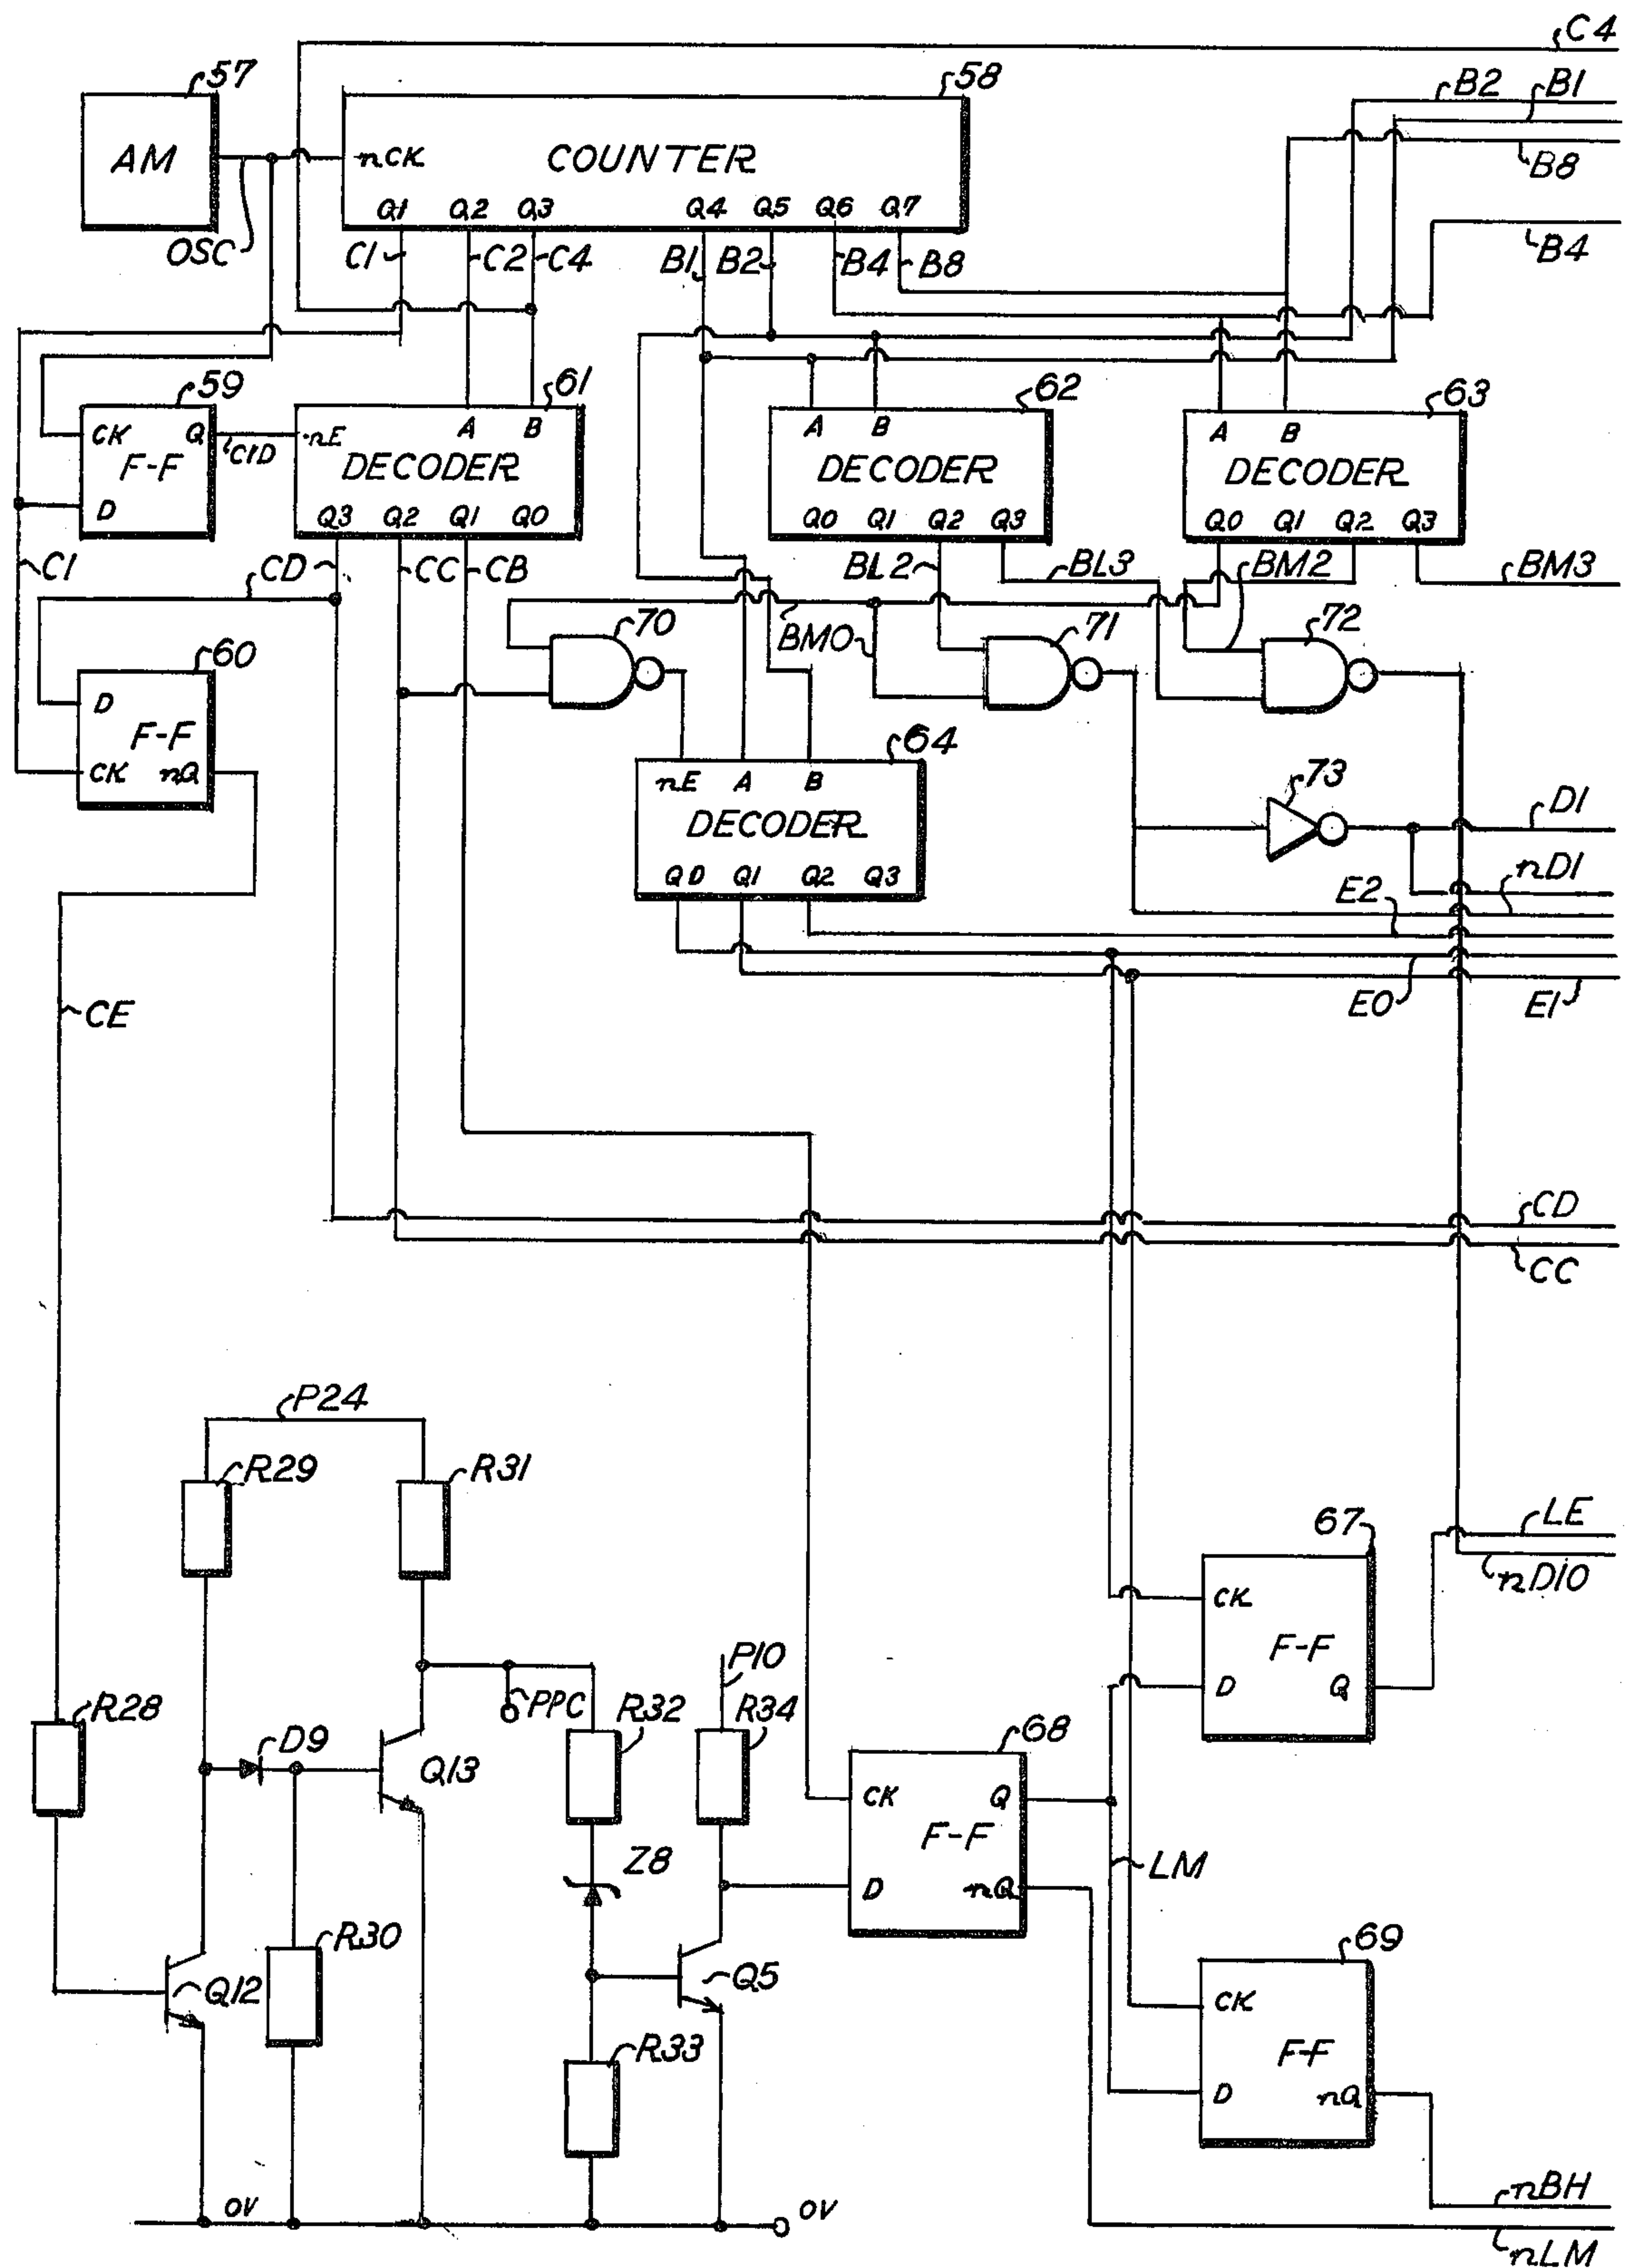 C4
57
58
B2
B1
AM
nCK
COUNTER
B8
Q1 Q2 Q3 Q4 Q5 Q6 Q7
OSC
C1
C2
C4
B1
B2
B4
B8
B4
59
61
62
63
CK
Q
C1D
nE
A
B
A
B
A
B
F-F
DECODER
DECODER
DECODER
D
Q3 Q2 Q1 Q0
Q0 Q1 Q2 Q3
Q0 Q1 Q2 Q3
C1
CD
CC
CB
BL2
BL3
BM2
BM3
70
BM0
71
72
60
D
F-F
CK
nQ
64
nE
A
B
73
DECODER
D1
QD Q1 Q2 Q3
nD1
E2
CE
E0
E1
CD
CC
P24
R29
R31
67
LE
CK
nD10
F-F
P10
D
Q
R28
PPC
R32
R34
68
D9
Q13
CK
Q
F-F
Z8
LM
D
nQ
R30
69
Q12
Q5
CK
R33
F-F
D
nQ
nBH
0V
0V
nLM